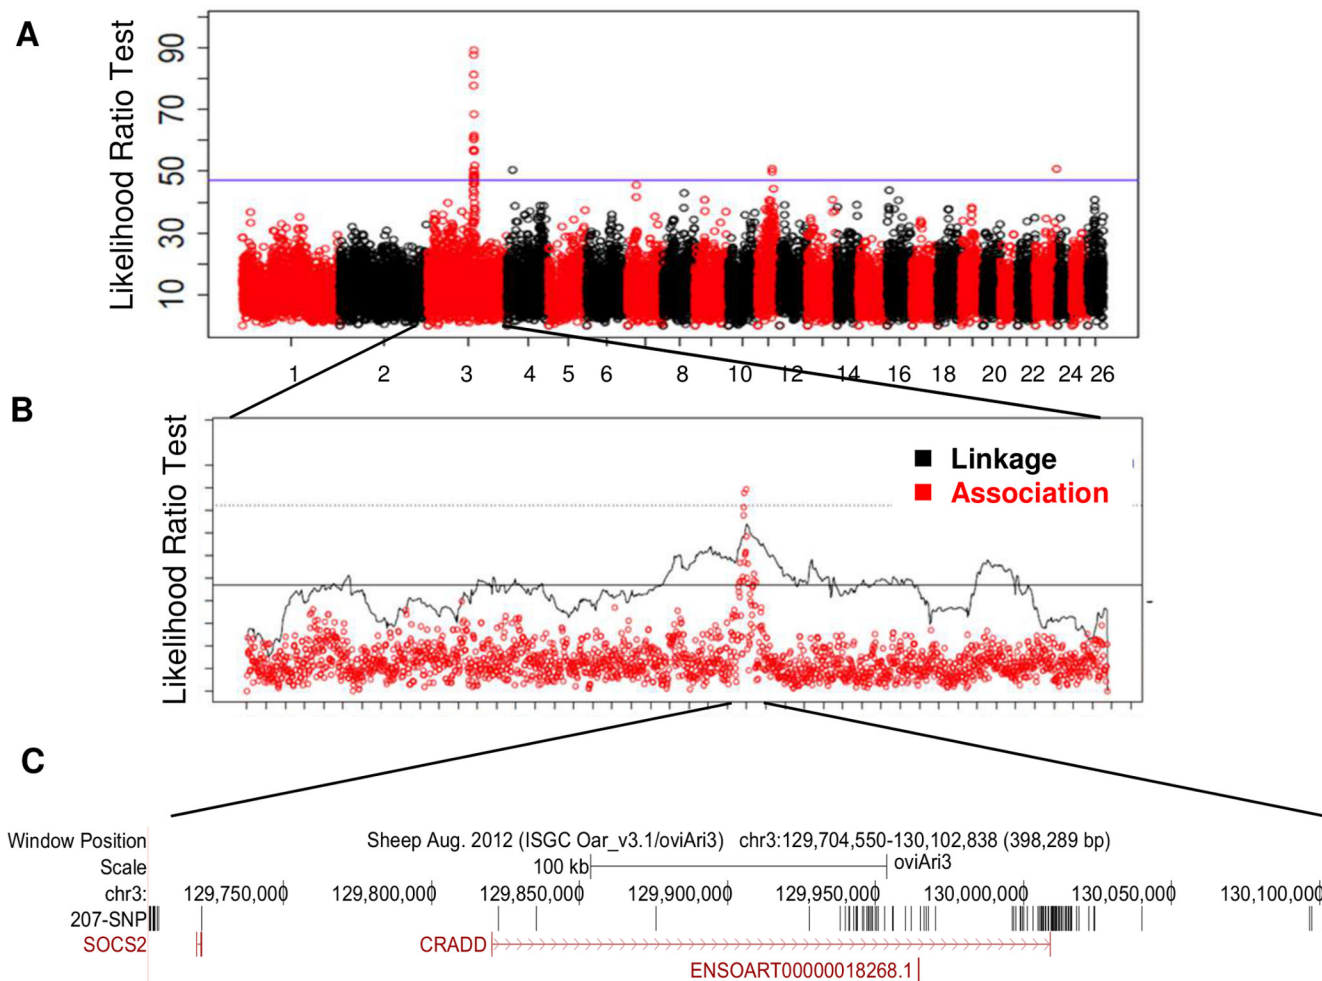 A
Likelihood Ratio Test
90
70
50
30
10
1 2 3 4 5 6 8 10 12 14 16 18 20 22 24 26
B
Likelihood Ratio Test
Linkage
Association
C
Window Position Sheep Aug. 2012 (ISGC Oar_v3.1/oviAri3) chr3:129,704,550-130,102,838 (398,289 bp)
Scale 100 kb oviAri3
chr3: 129,750,000 129,800,000 129,850,000 129,900,000 129,950,000 130,000,000 130,050,000 130,100,000
207-SNP
SOCS2 CRADD
ENSOART00000018268.1